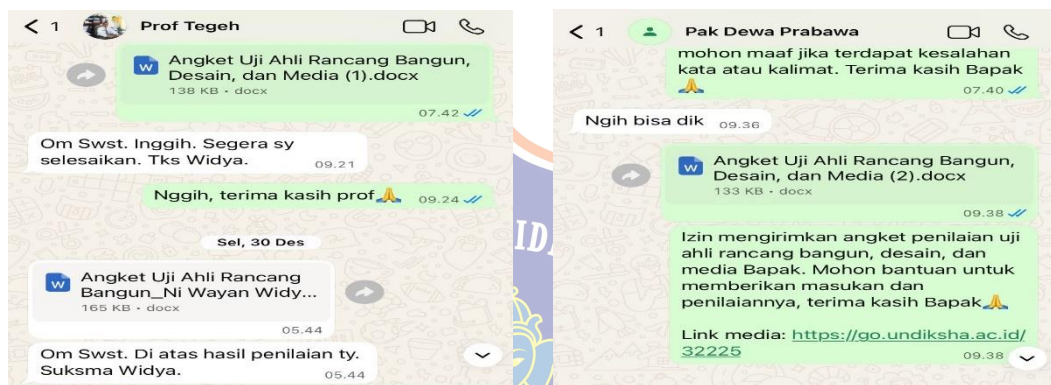 1
Prof Tegeh
Angket Uji Ahli Rancang Bangun,
Desain, dan Media (1).docx
138 KB • docx
07.42
Om Swst. Inggih. Segera sy
selesaikan. Tks Widya.
09.21
Nggih, terima kasih prof🙏
09.24
Sel, 30 Des
Angket Uji Ahli Rancang
Bangun_Ni Wayan Widy...
165 KB • docx
05.44
Om Swst. Di atas hasil penilaian ty.
Suksma Widya.
05.44
1
Pak Dewa Prabawa
mohon maaf jika terdapat kesalahan
kata atau kalimat. Terima kasih Bapak
🙏
07.40
Ngih bisa dik
09.36
Angket Uji Ahli Rancang Bangun,
Desain, dan Media (2).docx
133 KB • docx
09.38
Izin mengirimkan angket penilaian uji
ahli rancang bangun, desain, dan
media Bapak. Mohon bantuan untuk
memberikan masukan dan
penilaiannya, terima kasih Bapak🙏
Link media: https://go.undiksha.ac.id/
32225
09.38